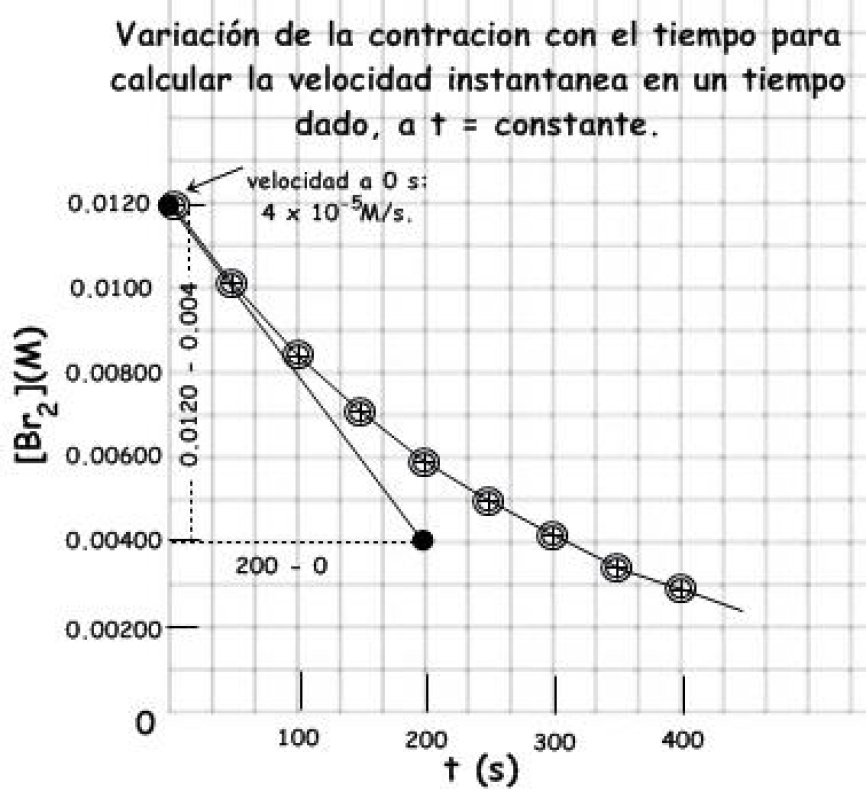 Variación de la contracion con el tiempo para
calcular la velocidad instantanea en un tiempo
dado, a t = constante.
velocidad a 0 s:
4 x 10⁻⁵M/s.
0.0120
0.0100
0.00800
0.00600
0.00400
0.00200
0
[Br₂](M)
0.0120 - 0.004
200 - 0
100
200
300
400
t (s)